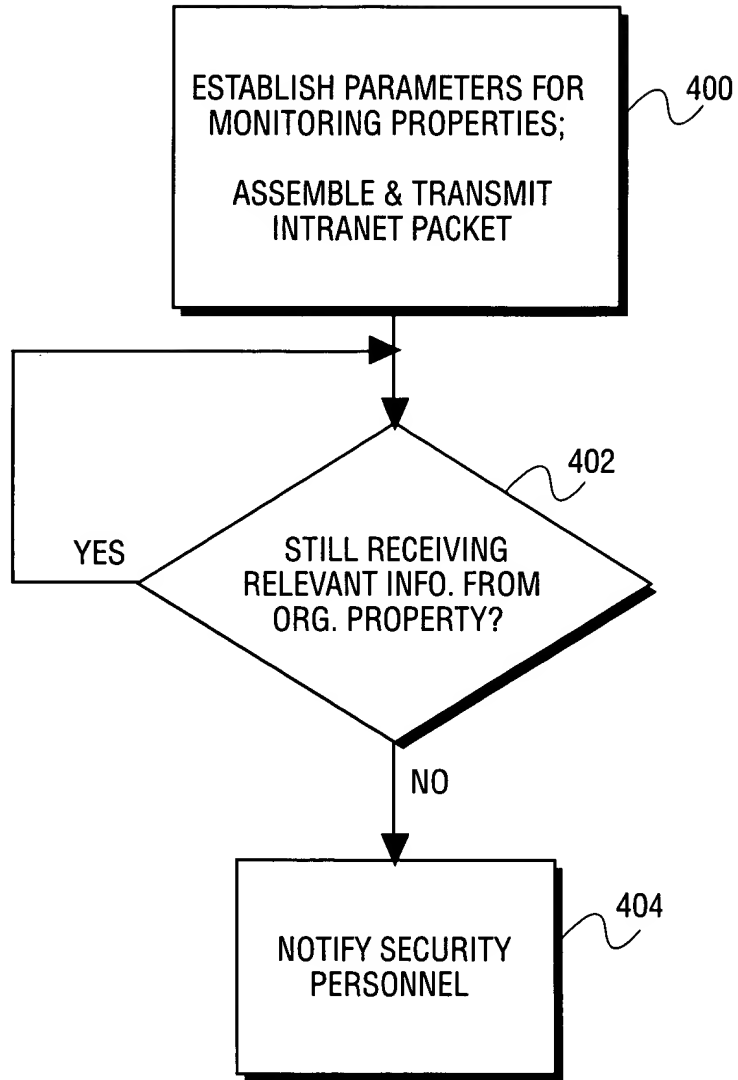 ESTABLISH PARAMETERS FOR
MONITORING PROPERTIES;
ASSEMBLE & TRANSMIT
INTRANET PACKET
400
402
STILL RECEIVING
RELEVANT INFO. FROM
ORG. PROPERTY?
YES
NO
404
NOTIFY SECURITY
PERSONNEL